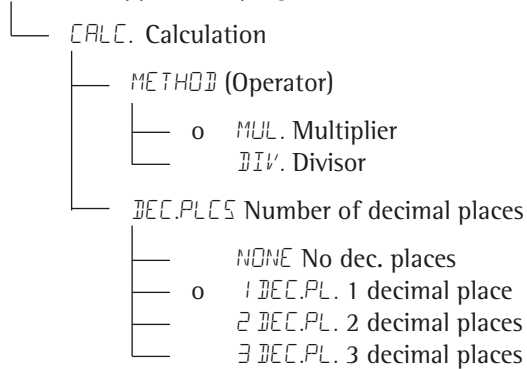 CALC. Calculation
METHOD (Operator)
o MUL. Multiplier
DIV. Divisor
DEC.PLCS Number of decimal places
NONE No dec. places
o 1 DEC.PL. 1 decimal place
2 DEC.PL. 2 decimal places
3 DEC.PL. 3 decimal places